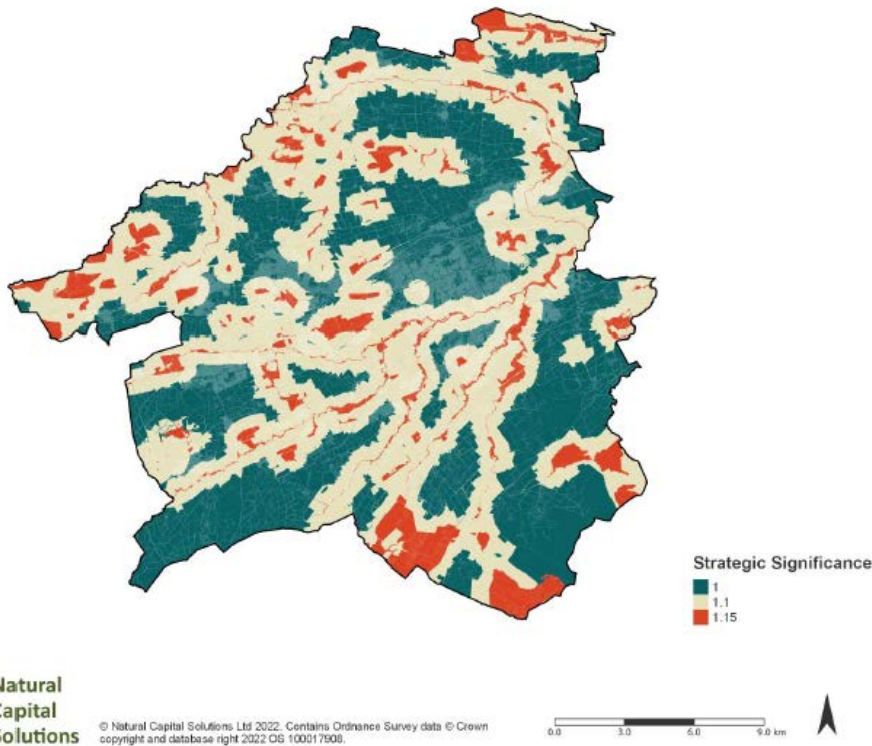 Strategic Significance
1
1.1
1.15
Natural
Capital
Solutions
© Natural Capital Solutions Ltd 2022. Contains Ordnance Survey data © Crown
copyright and database right 2022 OS 100017908.
0.0 3.0 6.0 9.0 km